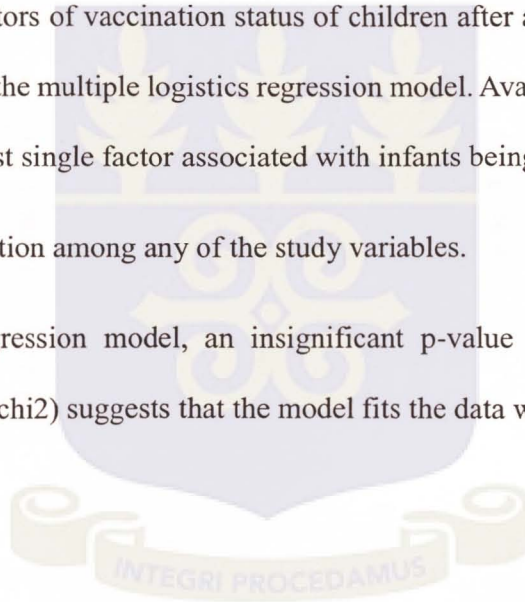 tors of vaccination status of children after a
the multiple logistics regression model. Ava
st single factor associated with infants being
tion among any of the study variables.
ression model, an insignificant p-value
chi2) suggests that the model fits the data w
INTEGRI PROCEDAMUS